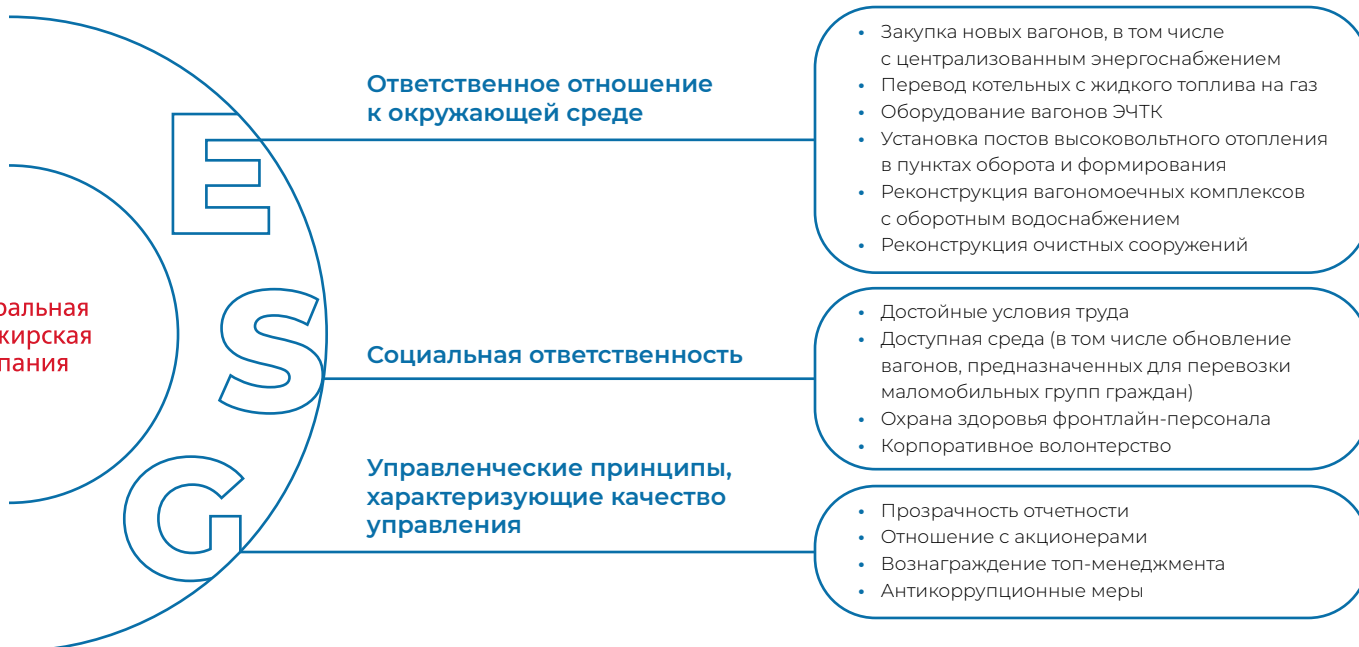 ральная
жирская
пания
E
Ответственное отношение
к окружающей среде
• Закупка новых вагонов, в том числе
с централизованным энергоснабжением
• Перевод котельных с жидкого топлива на газ
• Оборудование вагонов ЭЧТК
• Установка постов высоковольтного отопления
в пунктах оборота и формирования
• Реконструкция вагономоечных комплексов
с оборотным водоснабжением
• Реконструкция очистных сооружений
S
Социальная ответственность
• Достойные условия труда
• Доступная среда (в том числе обновление
вагонов, предназначенных для перевозки
маломобильных групп граждан)
• Охрана здоровья фронтлайн-персонала
• Корпоративное волонтерство
G
Управленческие принципы,
характеризующие качество
управления
• Прозрачность отчетности
• Отношение с акционерами
• Вознаграждение топ-менеджмента
• Антикоррупционные меры